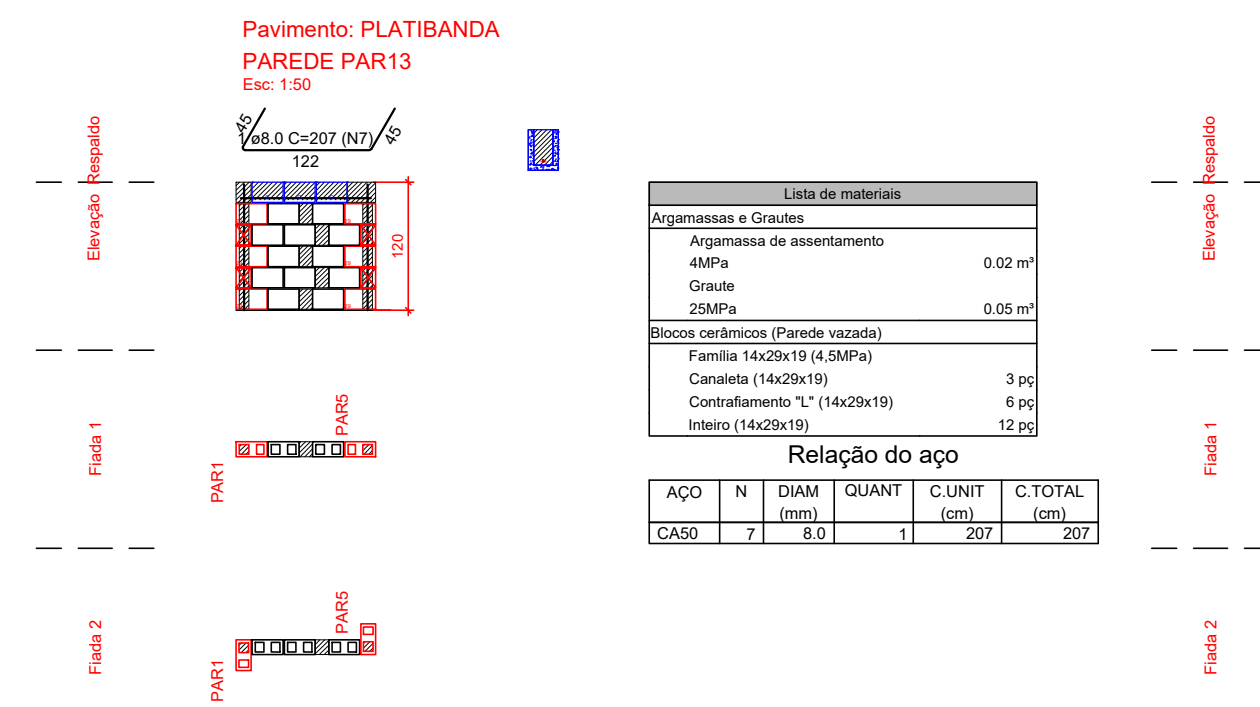 Pavimento: PLATIBANDA
PAREDE PAR13
Esc: 1:50
Respaldo
45
1 ø8.0 C=207 (N7)
45
122
Respaldo
Elevação
120
Elevação
Lista de materiais
Argamassas e Grautes
Argamassa de assentamento
4MPa 0.02 m³
Graute
25MPa 0.05 m³
Blocos cerâmicos (Parede vazada)
Família 14x29x19 (4,5MPa)
Canaleta (14x29x19) 3 pç
Contrafiamento "L" (14x29x19) 6 pç
Inteiro (14x29x19) 12 pç
Fiada 1
PAR1
PAR5
Fiada 1
Relação do aço
AÇO N DIAM QUANT C.UNIT C.TOTAL
(mm) (cm) (cm)
CA50 7 8.0 1 207 207
Fiada 2
PAR1
PAR5
Fiada 2